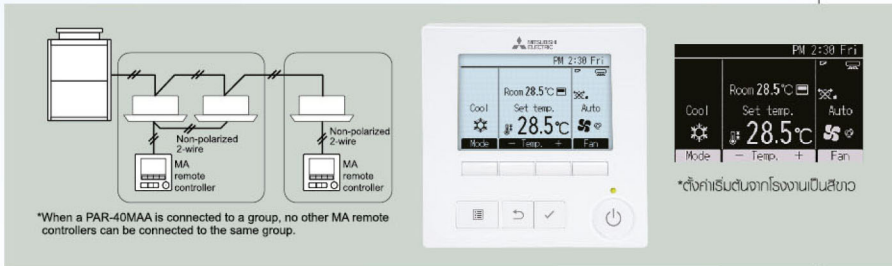 Non-polarized
2-wire
MA
remote
controller
Non-polarized
2-wire
MA
remote
controller
*When a PAR-40MAA is connected to a group, no other MA remote
controllers can be connected to the same group.
MITSUBISHI
ELECTRIC
PM 2:30 Fri
Room 28.5°C
Cool Set temp. Auto
28.5°C
Mode − Temp. + Fan
PM 2:30 Fri
Room 28.5°C
Cool Set temp. Auto
28.5°C
Mode − Temp. + Fan
*ตั้งค่าเริ่มต้นจากโรงงานเป็นสีขาว